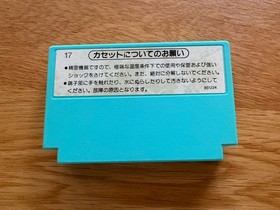 17
カセットについてのお願い
●精密機器ですので、極端な温度条件下での使用や保管および強い
ショックをさけてください。また、絶対に分解しないでください。
●端子部に手を触れたり、水にぬらしたりして汚さないようにして
ください。故障の原因となります。